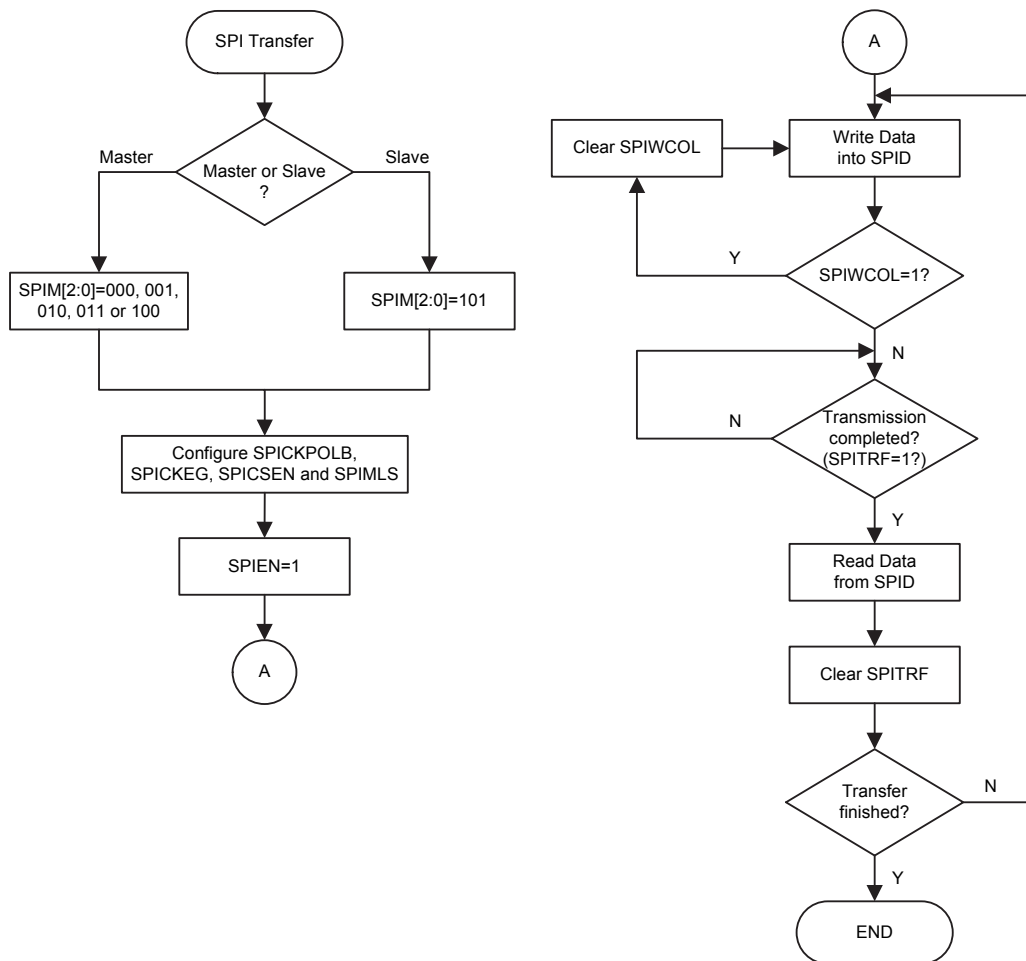 SPI Transfer
Master
Slave
Master or Slave
?
SPIM[2:0]=000, 001,
010, 011 or 100
SPIM[2:0]=101
Configure SPICKPOLB,
SPICKEG, SPICSEN and SPIMLS
SPIEN=1
A
A
Clear SPIWCOL
Write Data
into SPID
Y
SPIWCOL=1?
N
N
Transmission
completed?
(SPITRF=1?)
Y
Read Data
from SPID
Clear SPITRF
Transfer
finished?
N
Y
END